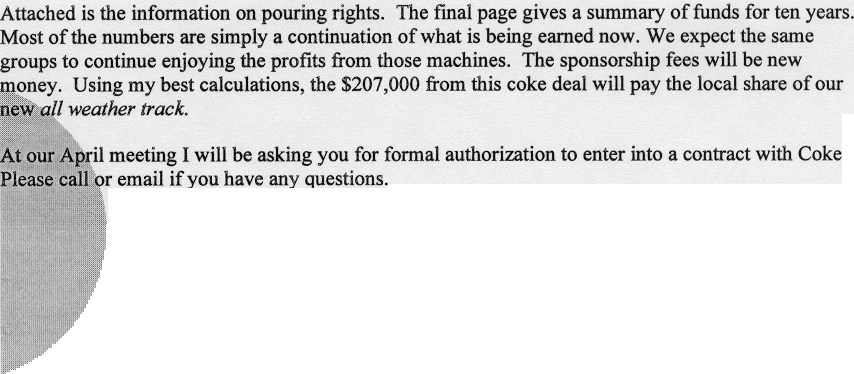 Attached is the information on pouring rights.  The final page gives a summary of funds for ten years.
Most of the numbers are simply a continuation of what is being earned now. We expect the same
groups to continue enjoying the profits from those machines.  The sponsorship fees will be new
money.  Using my best calculations, the $207,000 from this coke deal will pay the local share of our
new all weather track.
At our April meeting I will be asking you for formal authorization to enter into a contract with Coke
Please call or email if you have any questions.